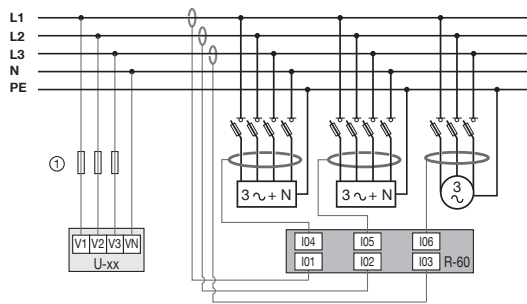 L1
L2
L3
N
PE
①
3 ∿ + N
3 ∿ + N
3
∿
V1 V2 V3 VN
U-xx
I04 I05 I06
I01 I02 I03 R-60